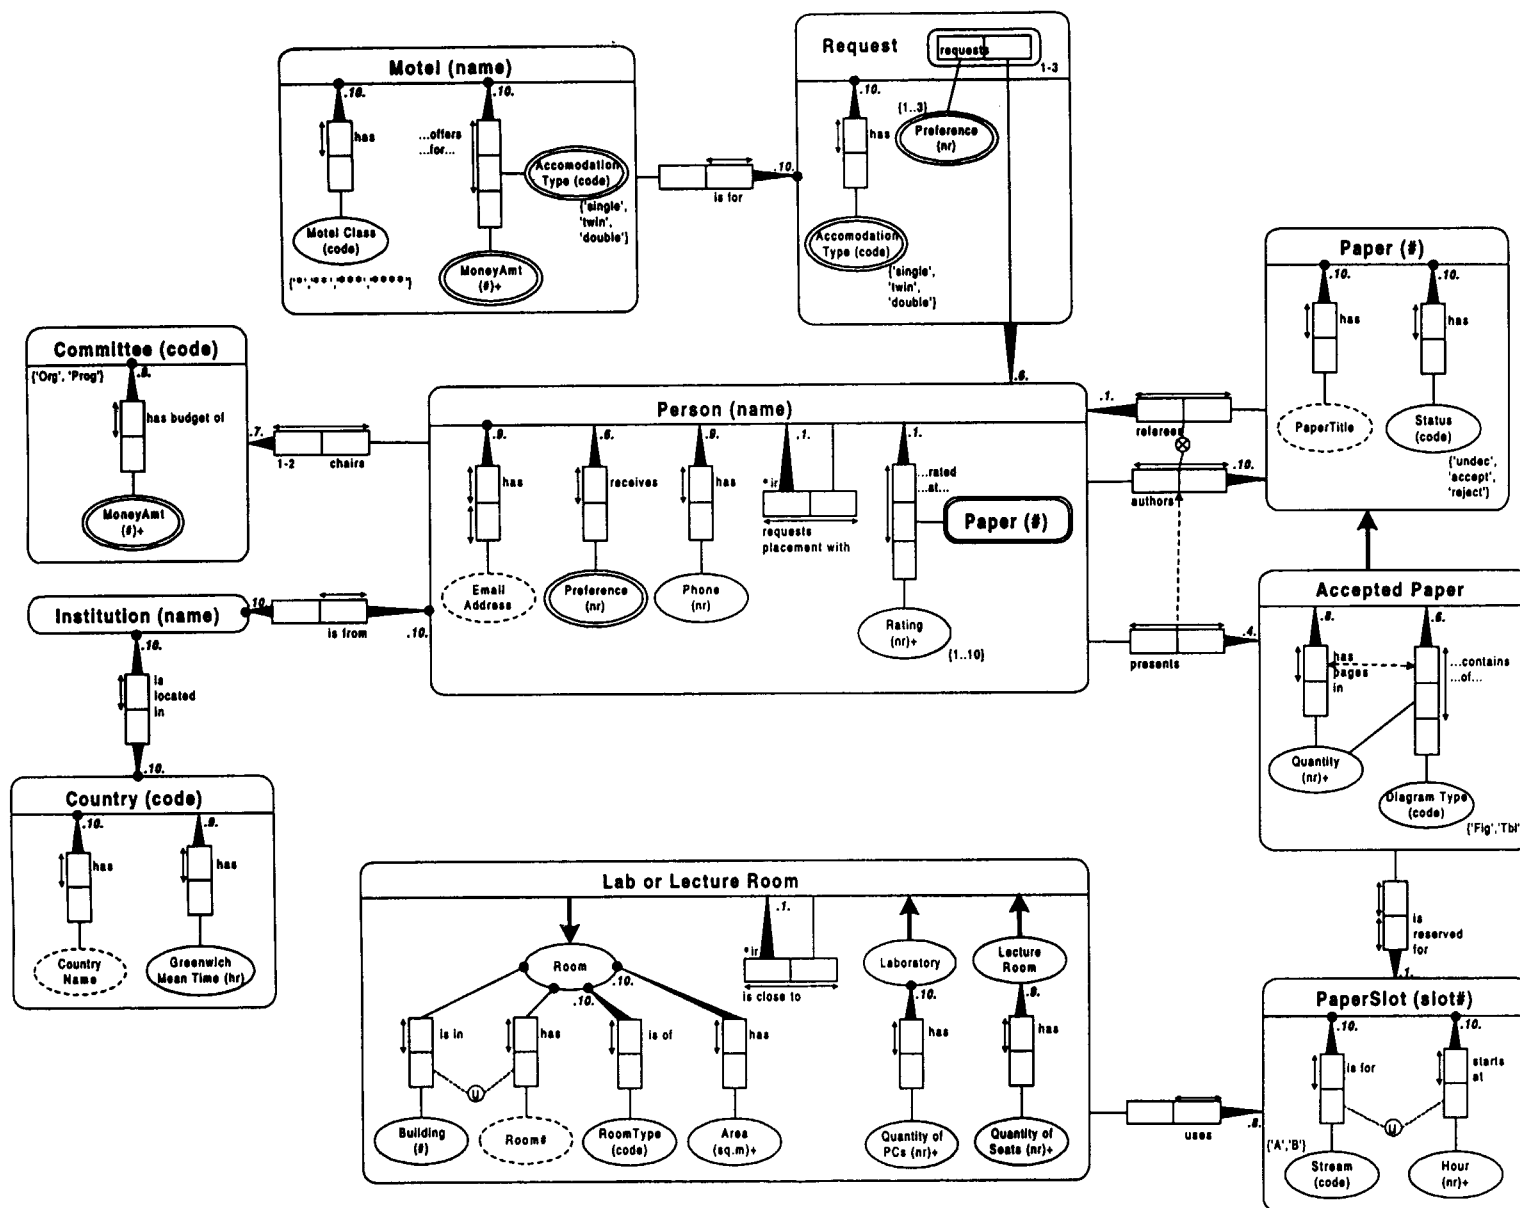 Motel (name)
.10.
.10.
has
...offers
...for...
Accomodation
Type (code)
{'single',
'twin',
'double'}
Motel Class
(code)
{'*','**','***','****'}
MoneyAmt
(#)+
is for
.10.
Request
requests
1-3
.10.
has
{1..3}
Preference
(nr)
Accomodation
Type (code)
{'single',
'twin',
'double'}
.6.
Paper (#)
.10.
.10.
has
has
PaperTitle
Status
(code)
{'undec',
'accept',
'reject'}
Committee (code)
{'Org', 'Prog'}
.8.
has budget of
MoneyAmt
(#)+
.7.
1-2
chairs
Person (name)
.9.
.6.
.9.
.1.
.1.
has
receives
has
*ir
requests
placement with
...rated
...at...
Paper (#)
Email
Address
Preference
(nr)
Phone
(nr)
Rating
(nr)+
{1..10}
.1.
referees
.10.
authors
presents
.4.
Institution (name)
.10.
is from
.10.
.10.
is
located
in
.10.
Accepted Paper
.8.
.6.
has
pages
in
...contains
...of...
Quantity
(nr)+
Diagram Type
(code)
{'Fig','Tbl'
Country (code)
.10.
.9.
has
has
Country
Name
Greenwich
Mean Time (hr)
Lab or Lecture Room
.1.
*ir
is close to
Room
.10.
.10.
Laboratory
.10.
Lecture
Room
.9.
is in
has
is of
has
has
has
U
Building
(#)
Room#
RoomType
(code)
Area
(sq.m)+
Quantity of
PCs (nr)+
Quantity of
Seats (nr)+
uses
.8.
is
reserved
for
.1.
PaperSlot (slot#)
.10.
.10.
is for
starts
at
U
{'A','B'}
Stream
(code)
Hour
(nr)+